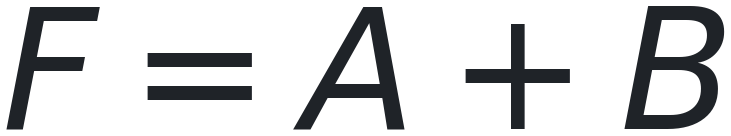 F = A + B